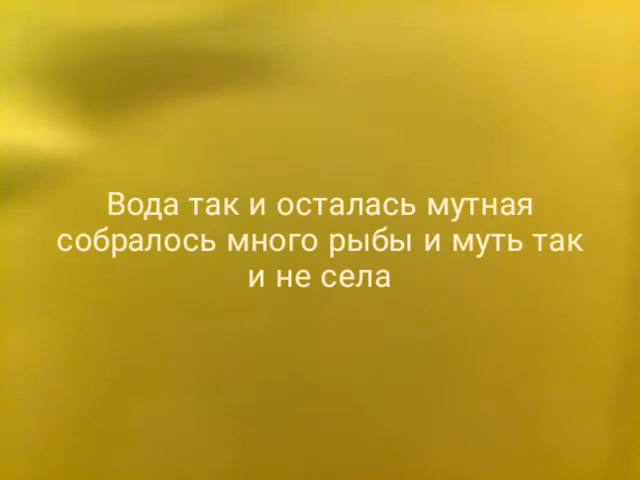 Вода так и осталась мутная
собралось много рыбы и муть так
и не села